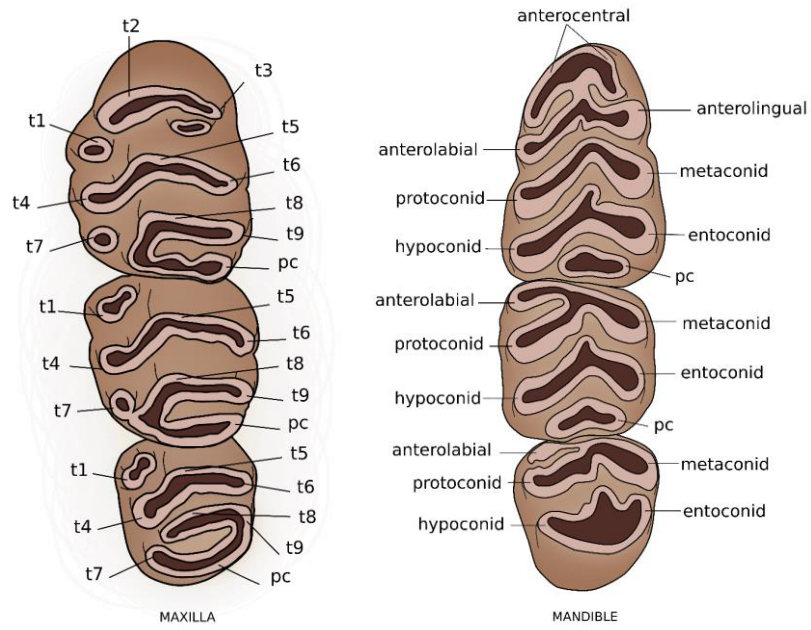 t2
t3
t1
t5
t6
t4
t8
t7
t9
pc
t1
t5
t6
t4
t8
t7
t9
pc
t1
t5
t6
t4
t8
t9
t7
pc
MAXILLA
anterocentral
anterolingual
anterolabial
metaconid
protoconid
entoconid
hypoconid
pc
anterolabial
metaconid
protoconid
entoconid
hypoconid
pc
anterolabial
metaconid
protoconid
entoconid
hypoconid
MANDIBLE